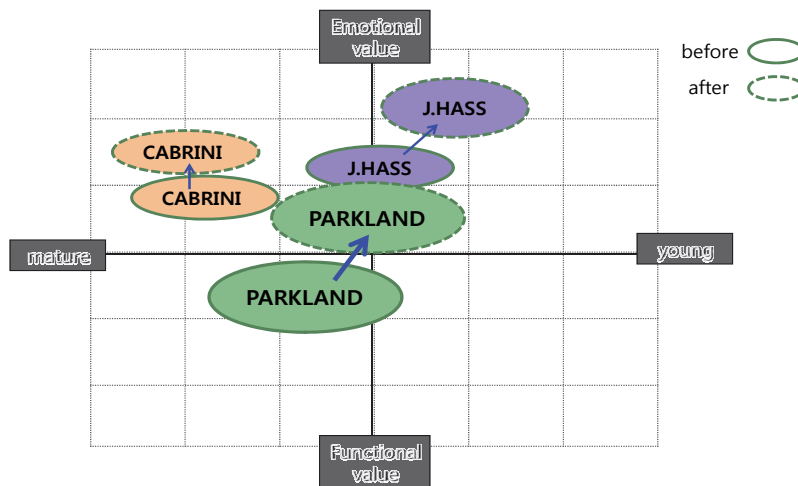 Emotional
value
before
after
J.HASS
CABRINI
J.HASS
CABRINI
PARKLAND
mature
young
PARKLAND
Functional
value